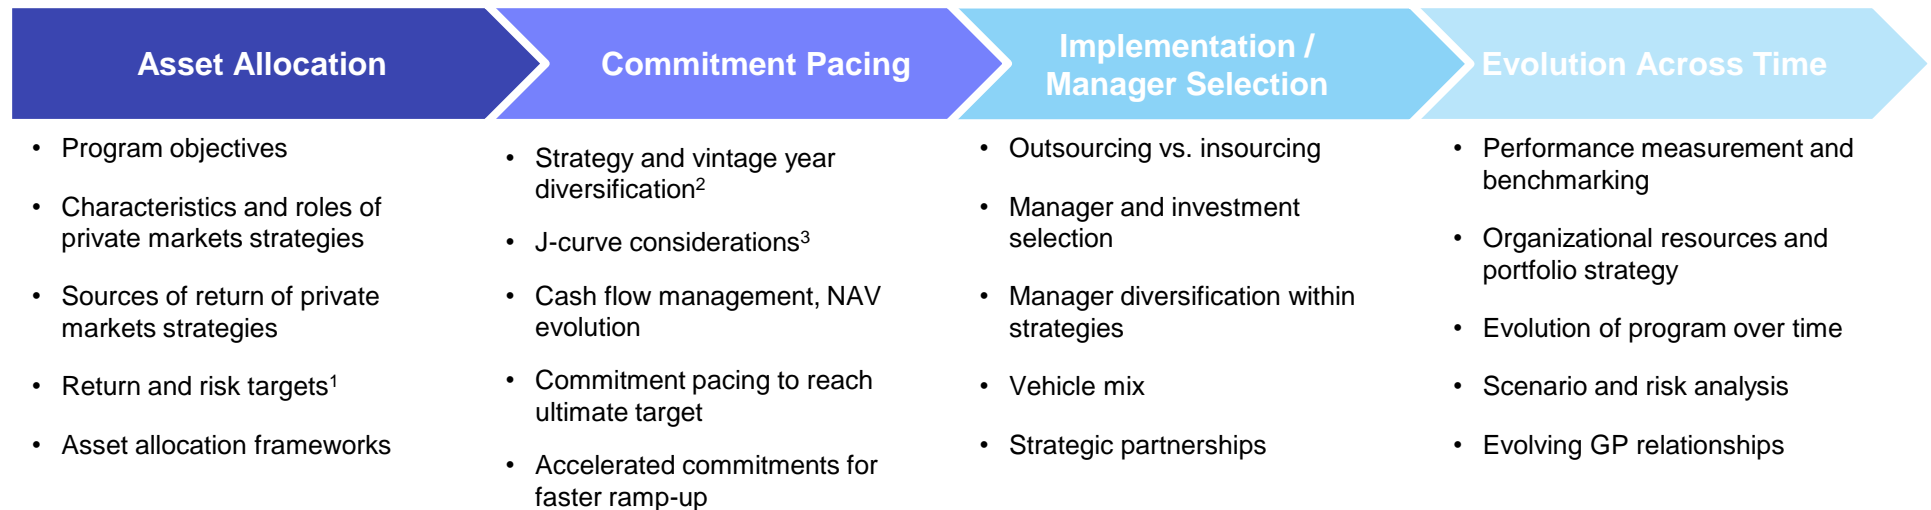 Asset Allocation
Commitment Pacing
Implementation /
Manager Selection
Evolution Across Time
• Program objectives
• Characteristics and roles of
private markets strategies
• Sources of return of private
markets strategies
• Return and risk targets¹
• Asset allocation frameworks
• Strategy and vintage year
diversification²
• J-curve considerations³
• Cash flow management, NAV
evolution
• Commitment pacing to reach
ultimate target
• Accelerated commitments for
faster ramp-up
• Outsourcing vs. insourcing
• Manager and investment
selection
• Manager diversification within
strategies
• Vehicle mix
• Strategic partnerships
• Performance measurement and
benchmarking
• Organizational resources and
portfolio strategy
• Evolution of program over time
• Scenario and risk analysis
• Evolving GP relationships